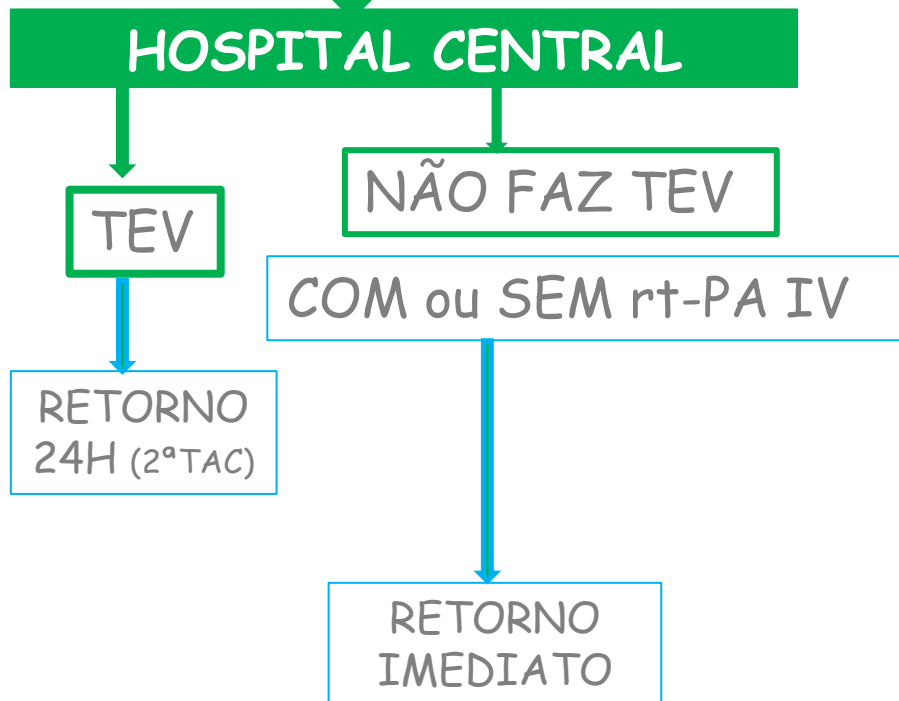 HOSPITAL CENTRAL
TEV
NÃO FAZ TEV
COM ou SEM rt-PA IV
RETORNO
24H (2ªTAC)
RETORNO
IMEDIATO